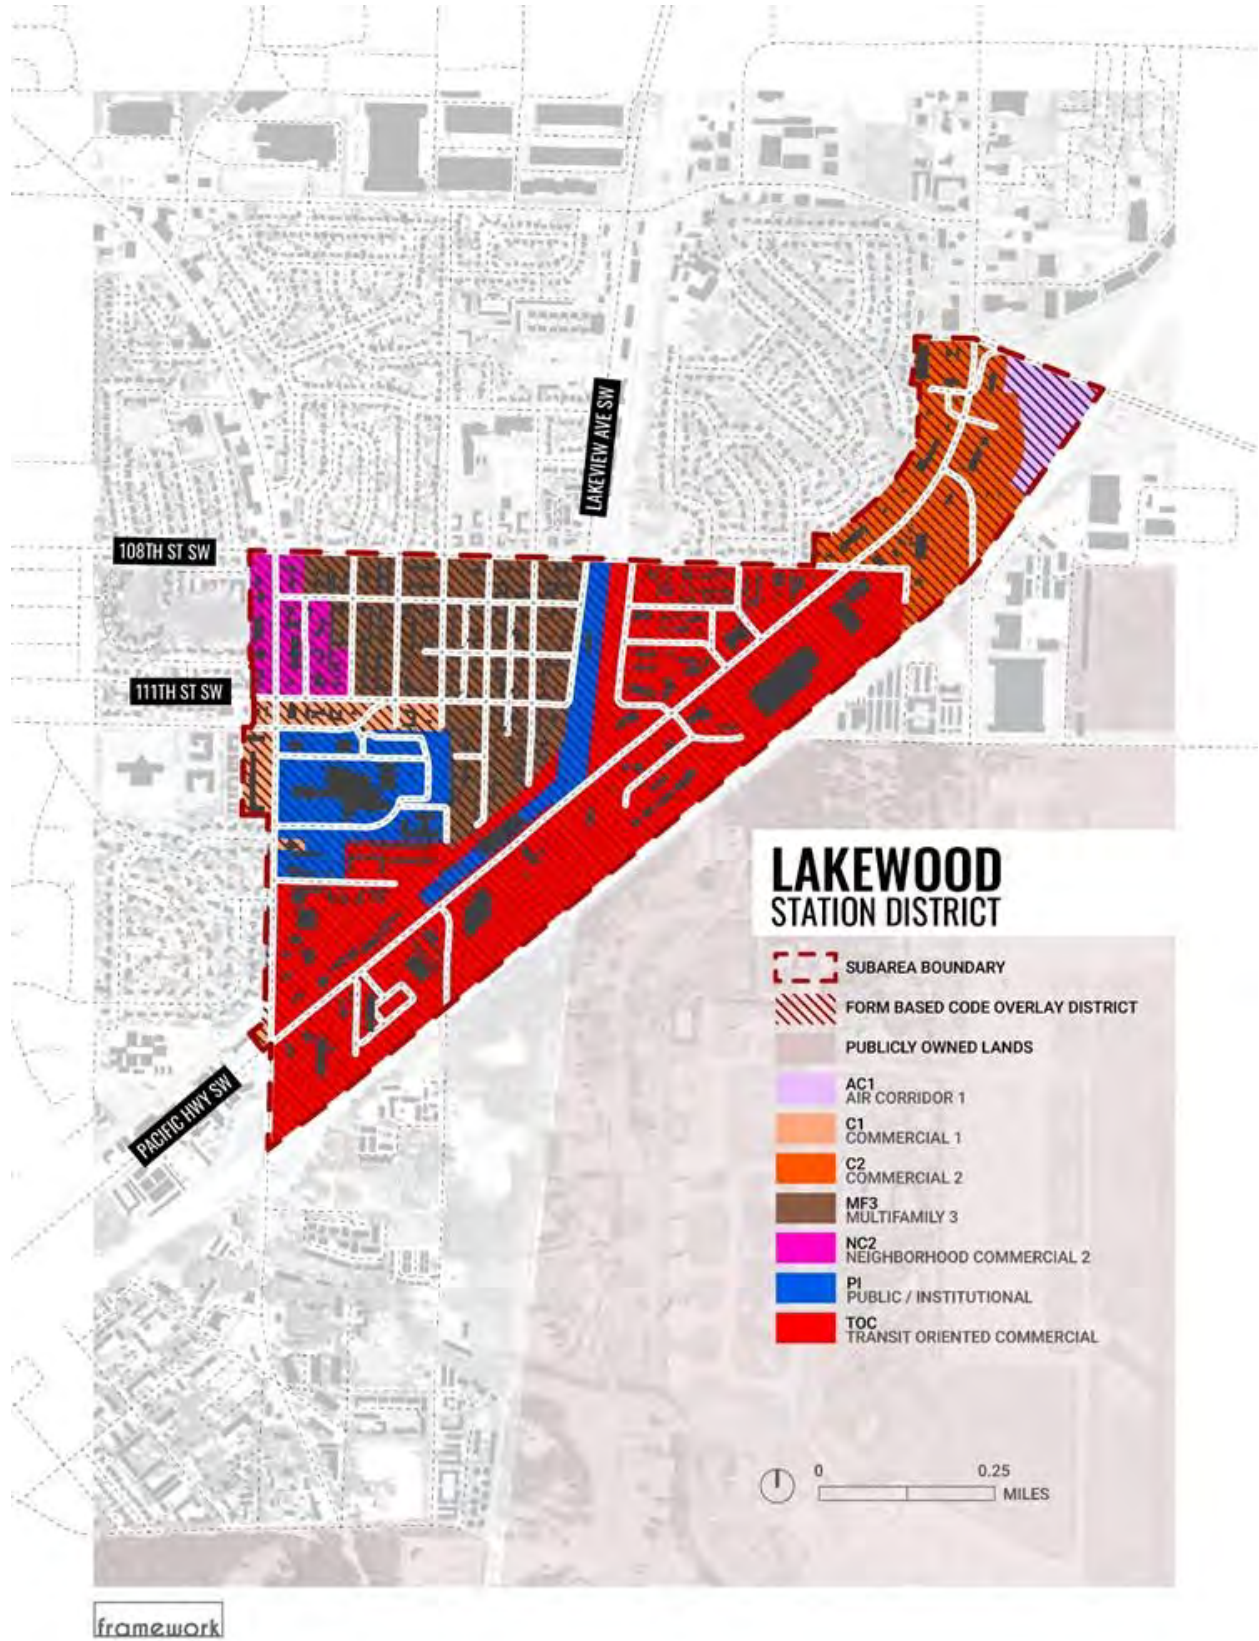 LAKEVIEW AVE SW
108TH ST SW
111TH ST SW
PACIFIC HWY SW
LAKEWOOD
STATION DISTRICT
SUBAREA BOUNDARY
FORM BASED CODE OVERLAY DISTRICT
PUBLICLY OWNED LANDS
AC1
AIR CORRIDOR 1
C1
COMMERCIAL 1
C2
COMMERCIAL 2
MF3
MULTIFAMILY 3
NC2
NEIGHBORHOOD COMMERCIAL 2
PI
PUBLIC / INSTITUTIONAL
TOC
TRANSIT ORIENTED COMMERCIAL
0 0.25
MILES
framework